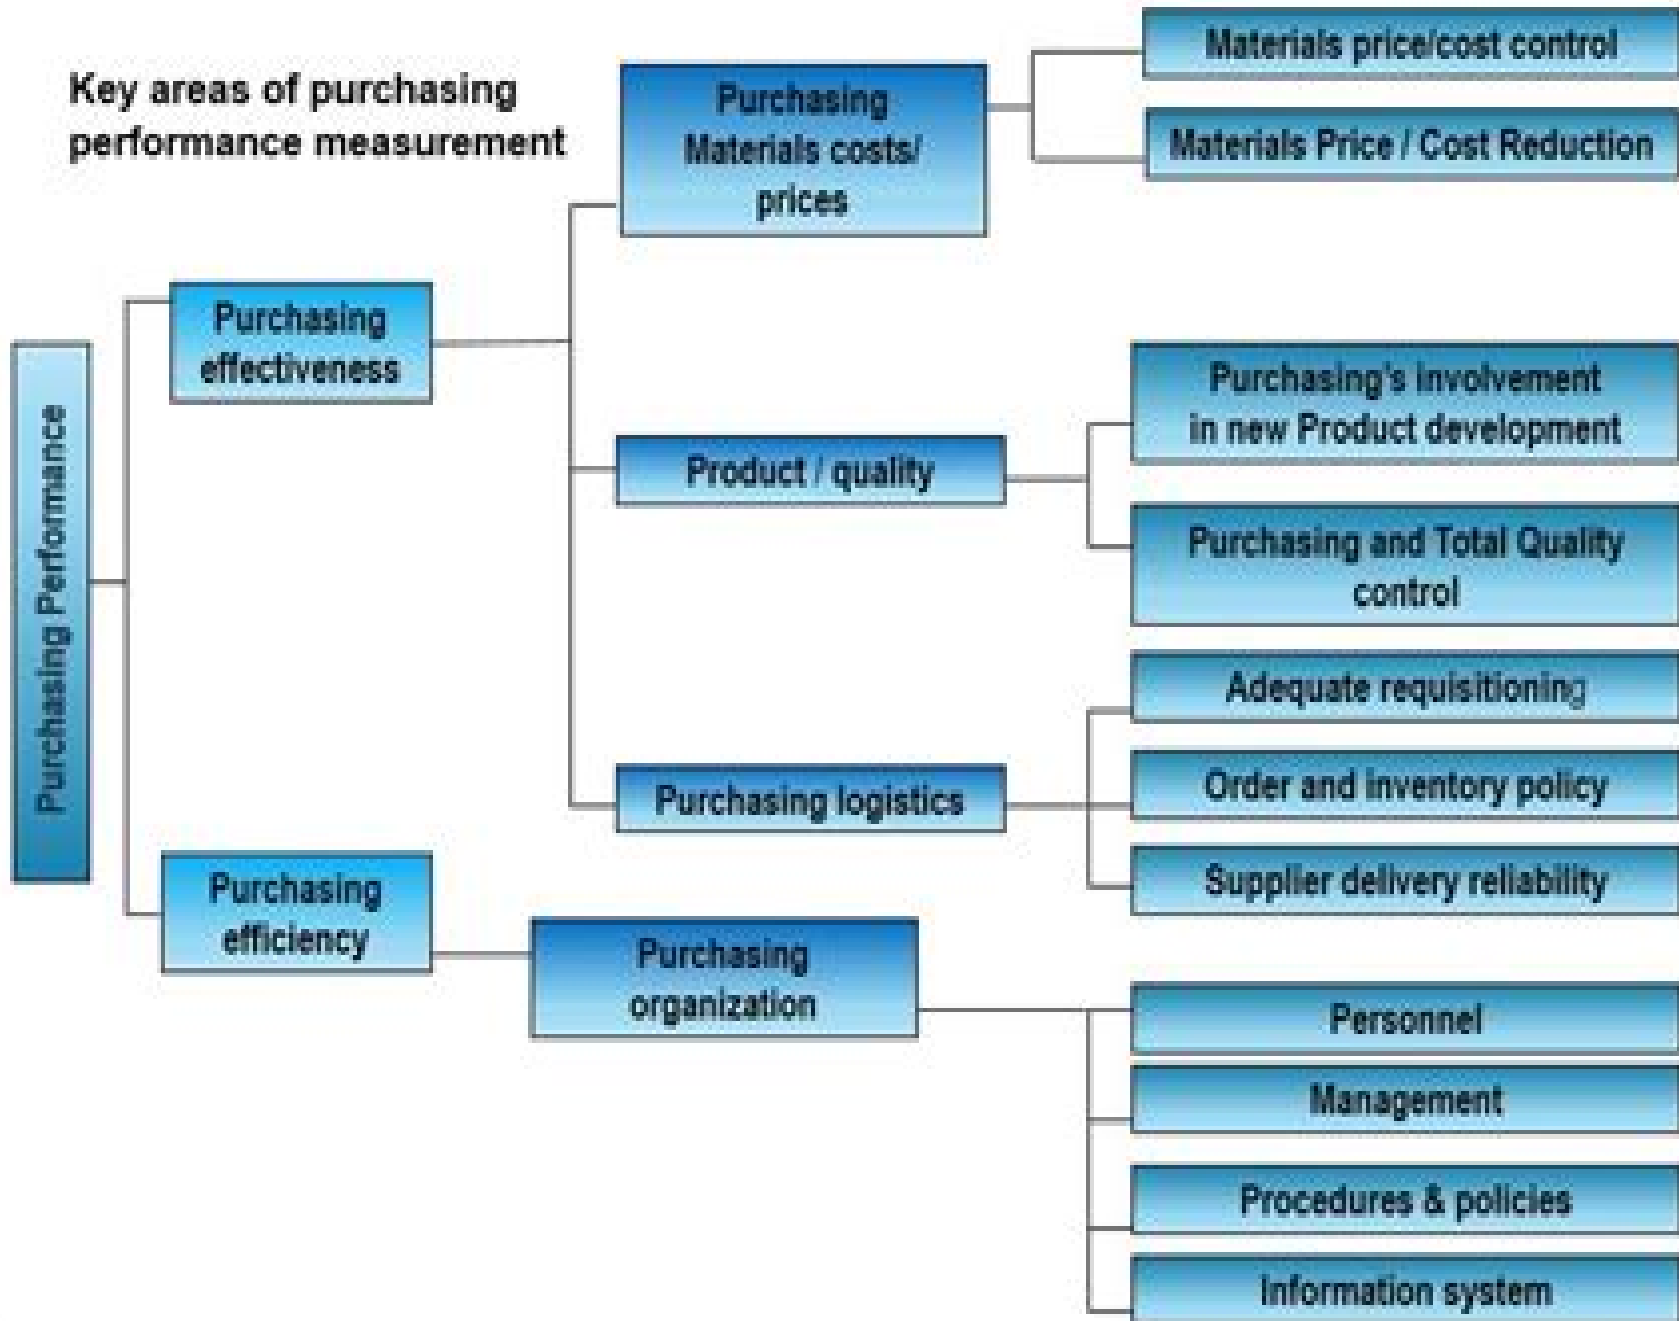 Key areas of purchasing
performance measurement
Purchasing Performance
Purchasing
effectiveness
Purchasing
efficiency
Purchasing
Materials costs/
prices
Product / quality
Purchasing logistics
Purchasing
organization
Materials price/cost control
Materials Price / Cost Reduction
Purchasing's involvement
in new Product development
Purchasing and Total Quality
control
Adequate requisitioning
Order and inventory policy
Supplier delivery reliability
Personnel
Management
Procedures & policies
Information system